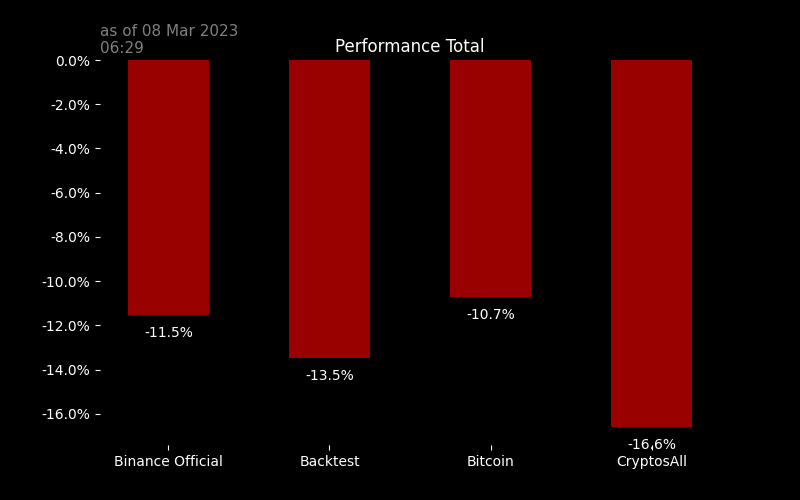 as of 08 Mar 2023
06:29
Performance Total
0.0%
-2.0%
-4.0%
-6.0%
-8.0%
-10.0%
-12.0%
-14.0%
-16.0%
-11.5%
-13.5%
-10.7%
-16.6%
Binance Official
Backtest
Bitcoin
CryptosAll